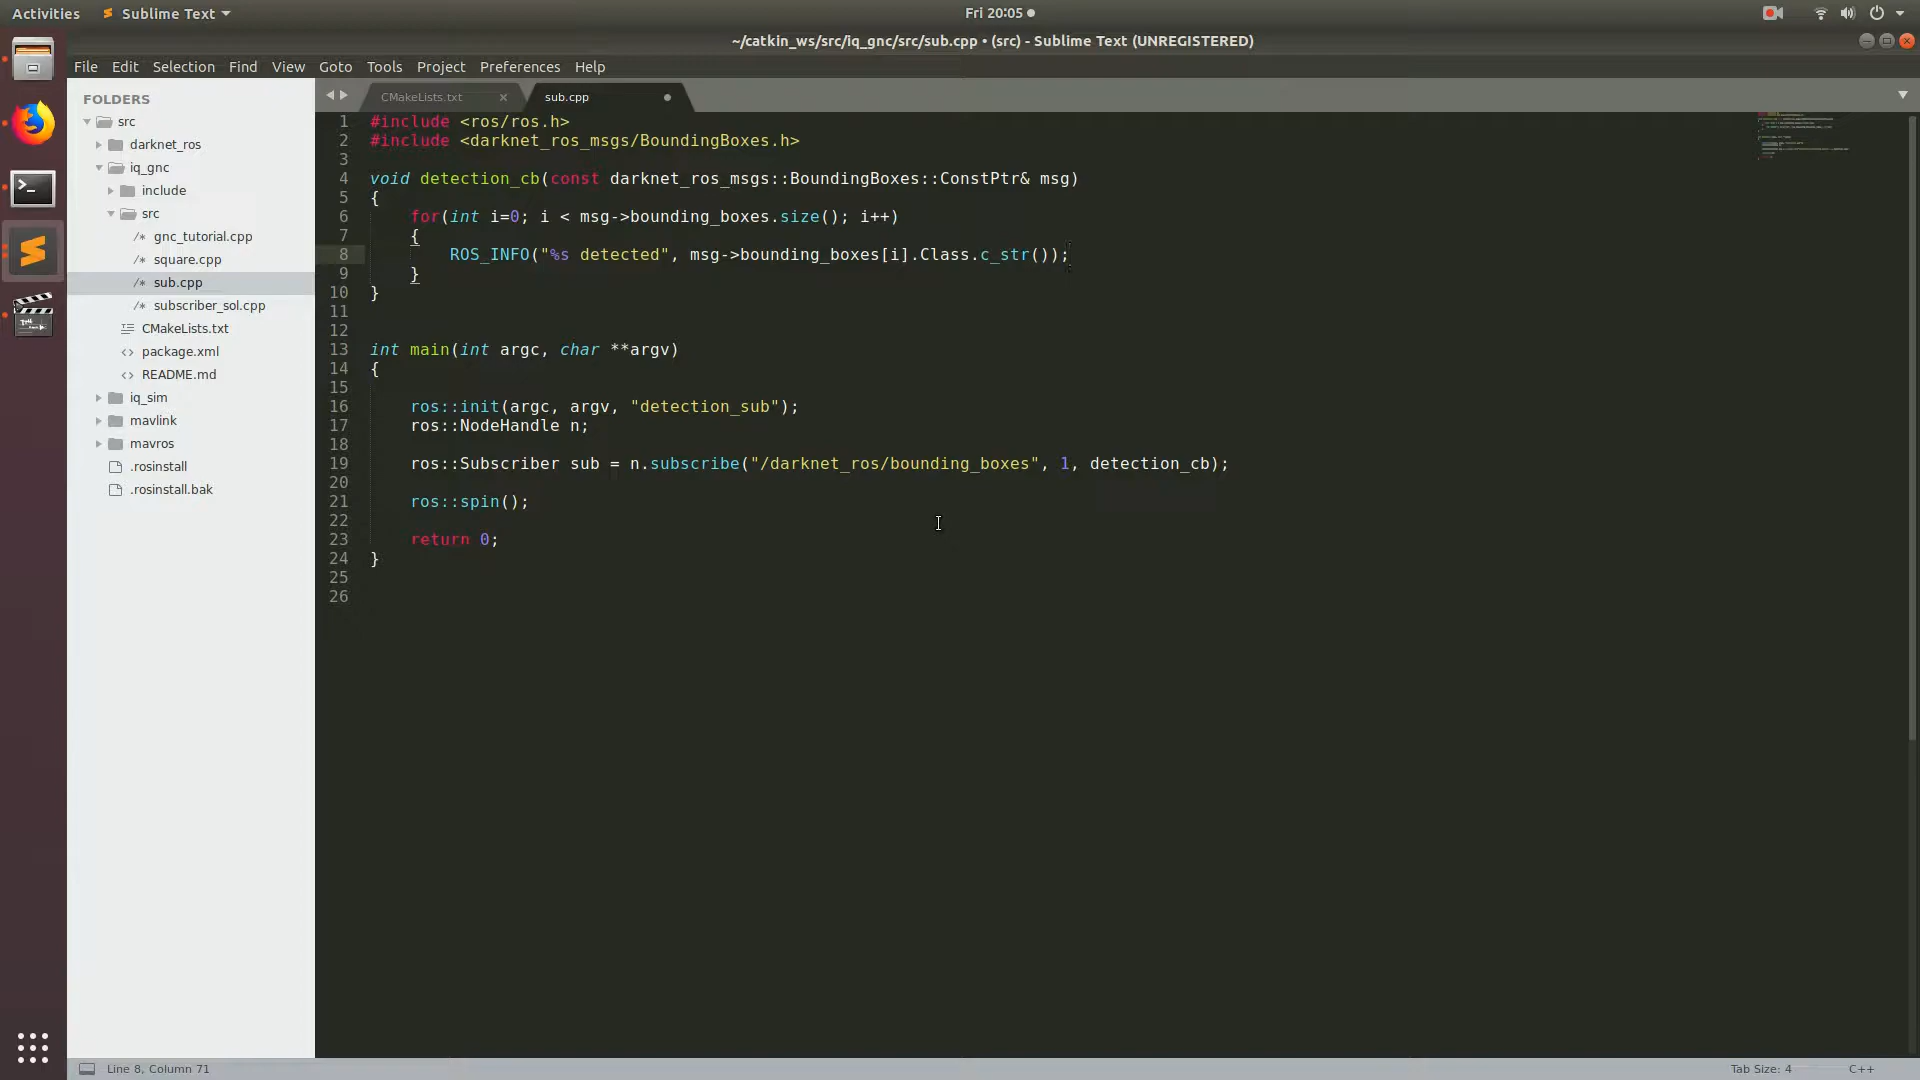 Activities Sublime Text Fri 20:05
~/catkin_ws/src/iq_gnc/src/sub.cpp • (src) - Sublime Text (UNREGISTERED)
File Edit Selection Find View Goto Tools Project Preferences Help
FOLDERS
src
darknet_ros
iq_gnc
include
src
/* gnc_tutorial.cpp
/* square.cpp
/* sub.cpp
/* subscriber_sol.cpp
CMakeLists.txt
<> package.xml
<> README.md
iq_sim
mavlink
mavros
.rosinstall
.rosinstall.bak
CMakeLists.txt × sub.cpp
1 #include <ros/ros.h>
2 #include <darknet_ros_msgs/BoundingBoxes.h>
3
4 void detection_cb(const darknet_ros_msgs::BoundingBoxes::ConstPtr& msg)
5 {
6 for(int i=0; i < msg->bounding_boxes.size(); i++)
7 {
8 ROS_INFO("%s detected", msg->bounding_boxes[i].Class.c_str());
9 }
10 }
11
12
13 int main(int argc, char **argv)
14 {
15
16 ros::init(argc, argv, "detection_sub");
17 ros::NodeHandle n;
18
19 ros::Subscriber sub = n.subscribe("/darknet_ros/bounding_boxes", 1, detection_cb);
20
21 ros::spin();
22
23 return 0;
24 }
25
26
Line 8, Column 71 Tab Size: 4 C++